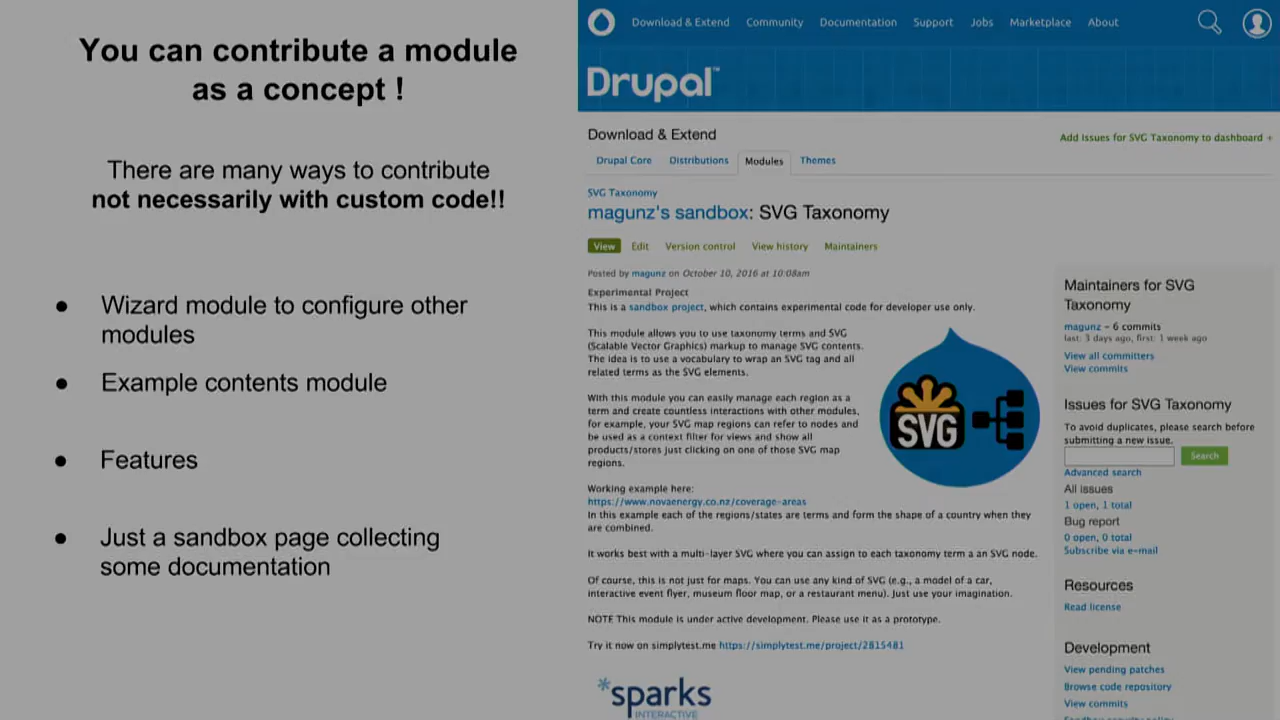 You can contribute a module
as a concept !
There are many ways to contribute
not necessarily with custom code!!
● Wizard module to configure other
modules
● Example contents module
● Features
● Just a sandbox page collecting
some documentation
Download & Extend Community Documentation Support Jobs Marketplace About
Drupal™
Download & Extend
Add issues for SVG Taxonomy to dashboard +
Drupal Core Distributions Modules Themes
SVG Taxonomy
magunz's sandbox: SVG Taxonomy
View Edit Version control View history Maintainers
Posted by magunz on October 10, 2016 at 10:08am
Experimental Project
This is a sandbox project, which contains experimental code for developer use only.
This module allows you to use taxonomy terms and SVG
(Scalable Vector Graphics) markup to manage SVG contents.
The idea is to use a vocabulary to wrap an SVG tag and all
related terms as the SVG elements.
With this module you can easily manage each region as a
term and create countless interactions with other modules,
for example, your SVG map regions can refer to nodes and
be used as a context filter for views and show all
products/stores just clicking on one of those SVG map
regions.
SVG
Working example here:
https://www.novaenergy.co.nz/coverage-areas
In this example each of the regions/states are terms and form the shape of a country when they
are combined.
It works best with a multi-layer SVG where you can assign to each taxonomy term a an SVG node.
Of course, this is not just for maps. You can use any kind of SVG (e.g., a model of a car,
interactive event flyer, museum floor map, or a restaurant menu). Just use your imagination.
NOTE This module is under active development. Please use it as a prototype.
Try it now on simplytest.me https://simplytest.me/project/2815481
*sparks
INTERACTIVE
Maintainers for SVG
Taxonomy
magunz – 6 commits
last: 3 days ago, first: 1 week ago
View all committers
View commits
Issues for SVG Taxonomy
To avoid duplicates, please search before
submitting a new issue.
Search
Advanced search
All issues
1 open, 1 total
Bug report
0 open, 0 total
Subscribe via e-mail
Resources
Read license
Development
View pending patches
Browse code repository
View commits